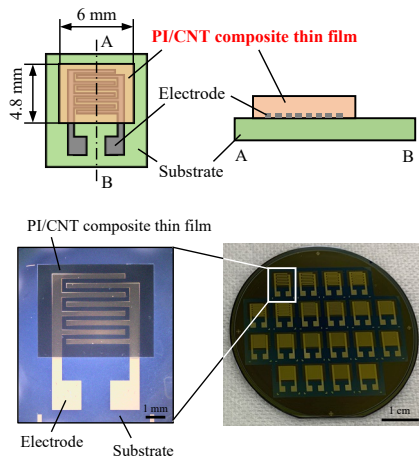 6 mm
A
PI/CNT composite thin film
4.8 mm
Electrode
A
B
B
Substrate
PI/CNT composite thin film
1 mm
1 cm
Electrode
Substrate